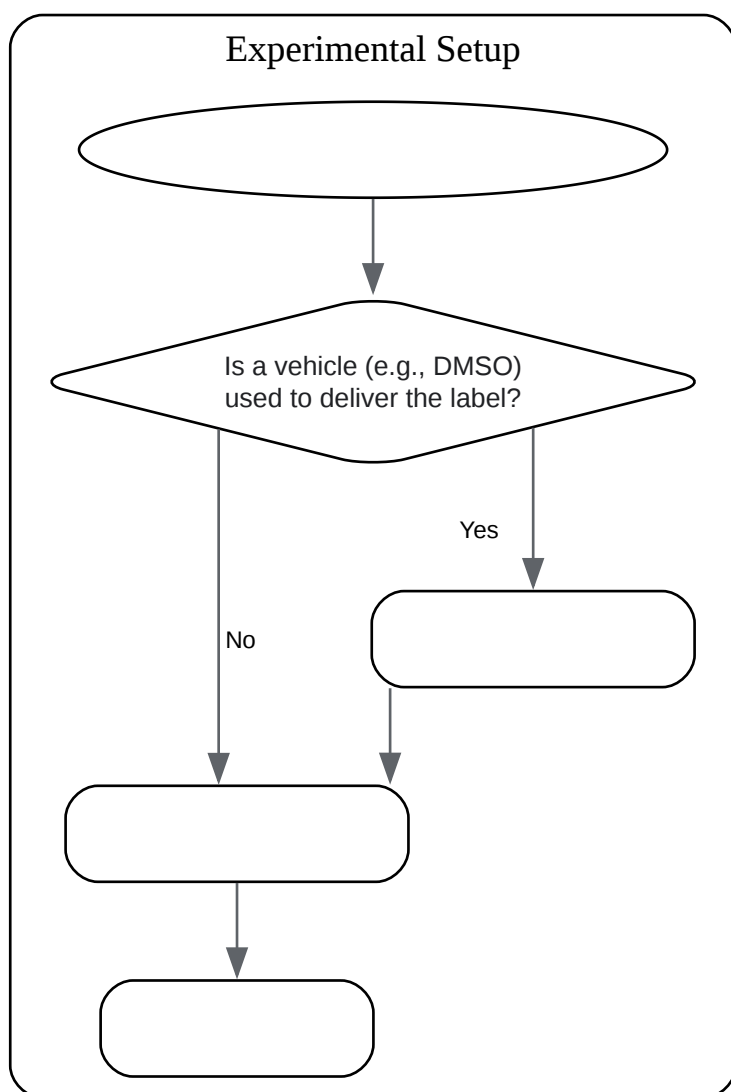 Experimental Setup
Is a vehicle (e.g., DMSO)
used to deliver the label?
Yes
No